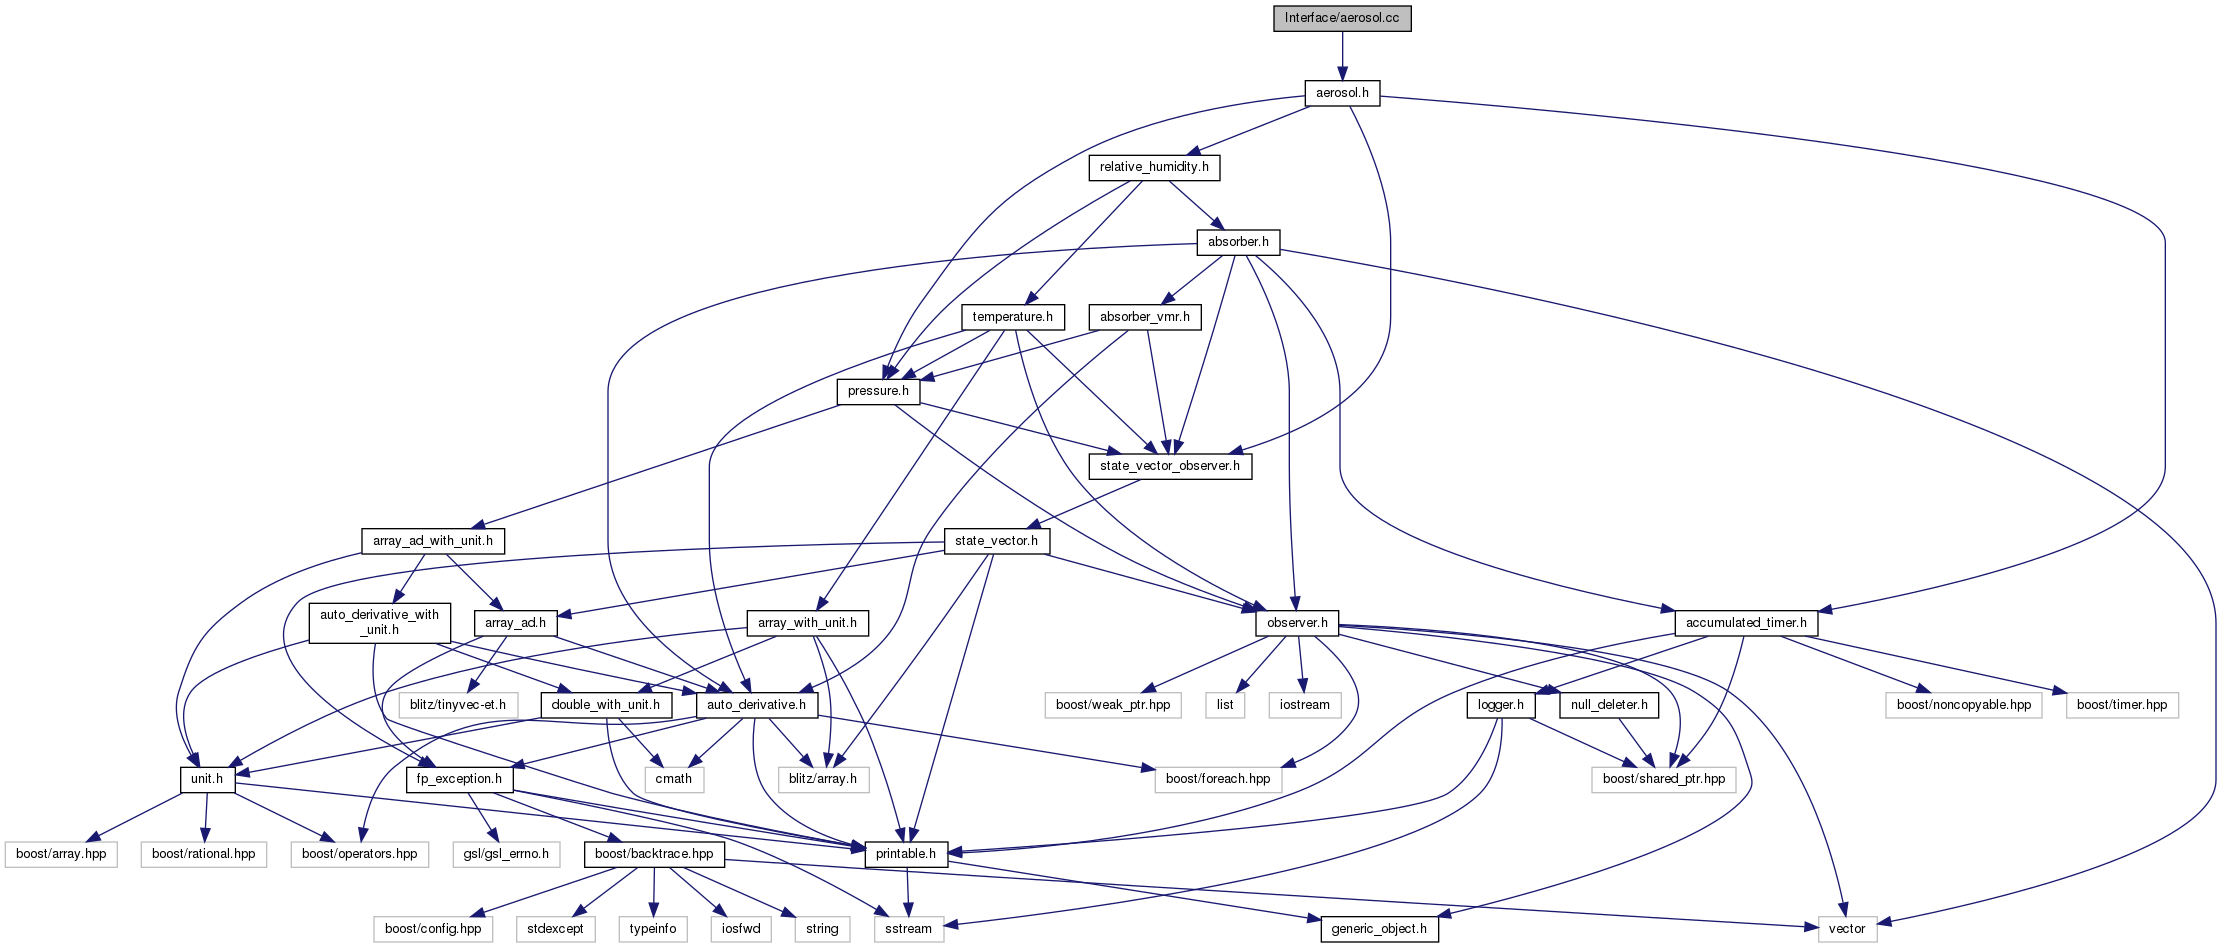 Interface/aerosol.cc
aerosol.h
relative_humidity.h
absorber.h
temperature.h
absorber_vmr.h
pressure.h
state_vector_observer.h
array_ad_with_unit.h
state_vector.h
auto_derivative_with
_unit.h
array_ad.h
array_with_unit.h
observer.h
accumulated_timer.h
blitz/tinyvec-et.h
double_with_unit.h
auto_derivative.h
boost/weak_ptr.hpp
list
iostream
logger.h
null_deleter.h
boost/noncopyable.hpp
boost/timer.hpp
unit.h
fp_exception.h
cmath
blitz/array.h
boost/foreach.hpp
boost/shared_ptr.hpp
boost/array.hpp
boost/rational.hpp
boost/operators.hpp
gsl/gsl_errno.h
boost/backtrace.hpp
printable.h
boost/config.hpp
stdexcept
typeinfo
iosfwd
string
sstream
generic_object.h
vector